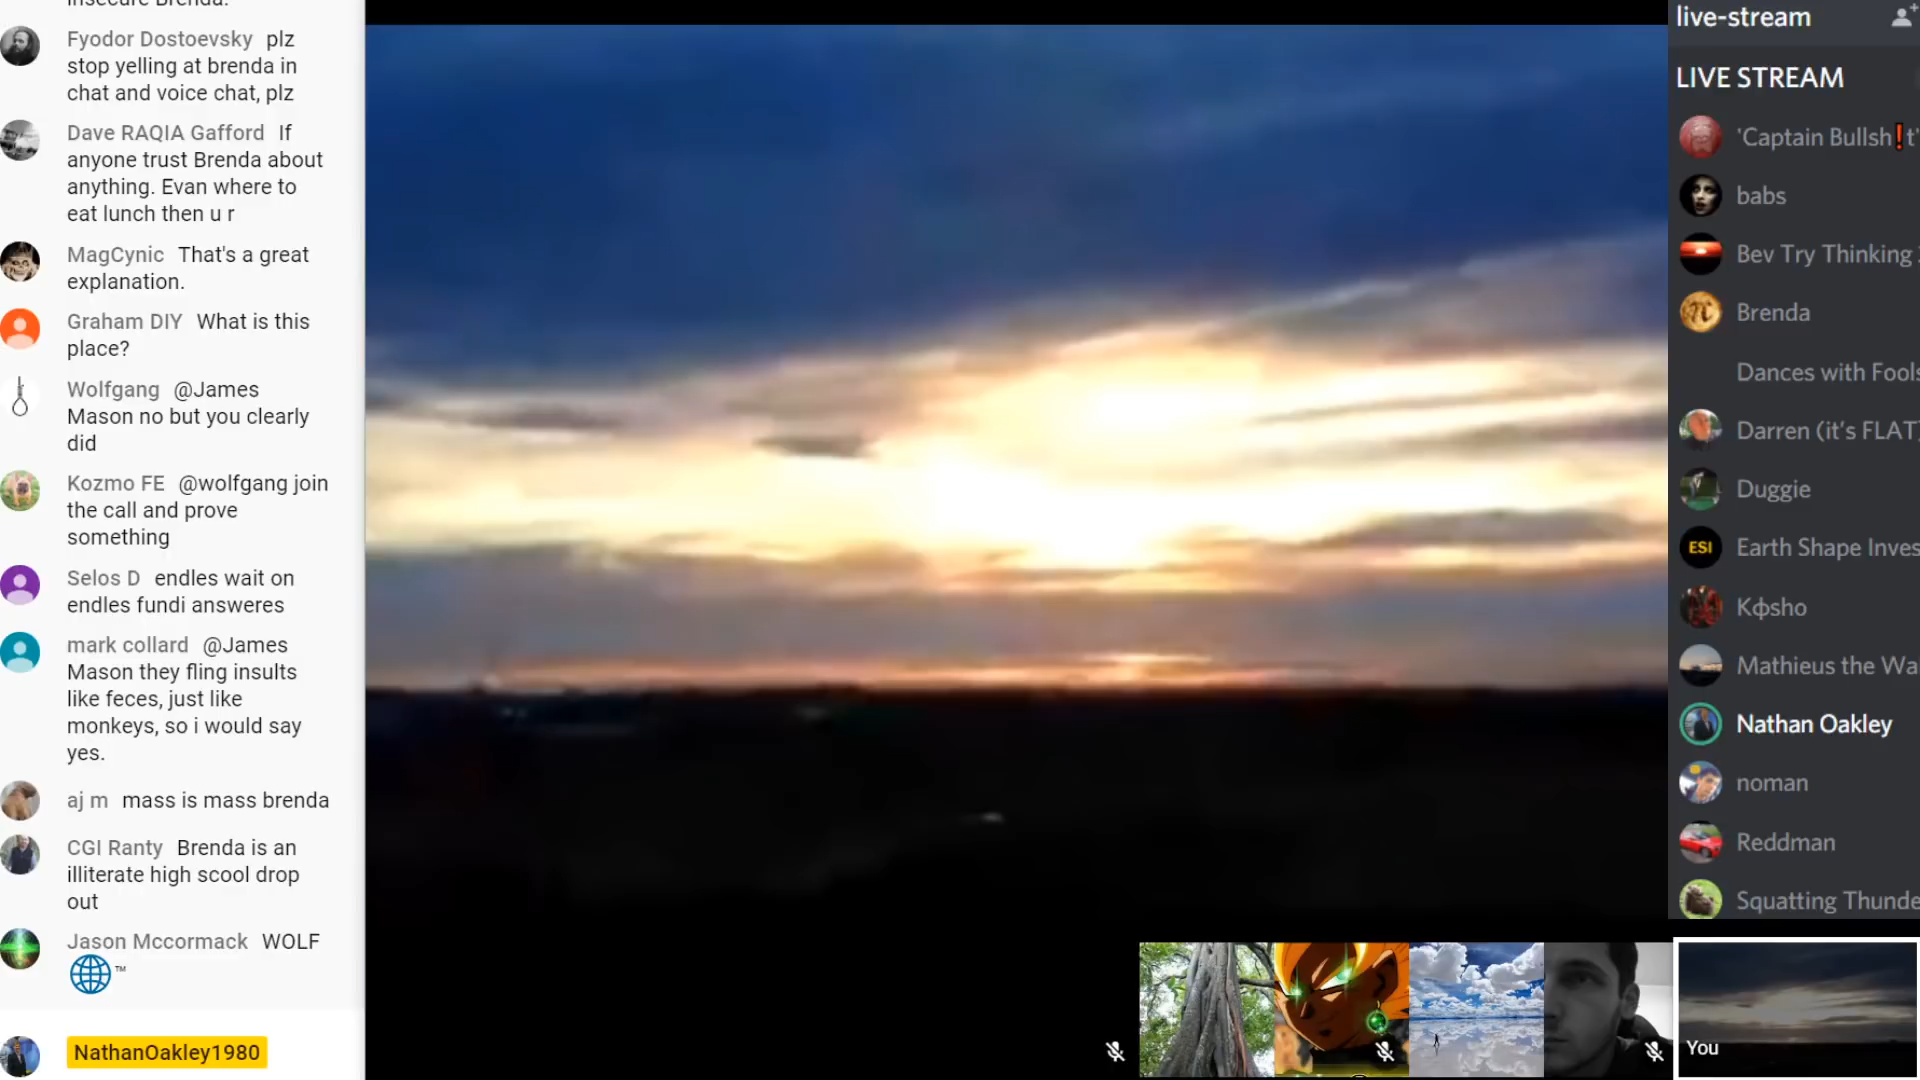 insecure Brenda.
Fyodor Dostoevsky plz
stop yelling at brenda in
chat and voice chat, plz
Dave RAQIA Gafford If
anyone trust Brenda about
anything. Evan where to
eat lunch then u r
MagCynic That's a great
explanation.
Graham DIY What is this
place?
Wolfgang @James
Mason no but you clearly
did
Kozmo FE @wolfgang join
the call and prove
something
Selos D endles wait on
endles fundi answeres
mark collard @James
Mason they fling insults
like feces, just like
monkeys, so i would say
yes.
aj m mass is mass brenda
CGI Ranty Brenda is an
illiterate high scool drop
out
Jason Mccormack WOLF
™
NathanOakley1980
live-stream
LIVE STREAM
'Captain Bullsh❗t'
babs
Bev Try Thinking
Brenda
Dances with Fools
Darren (it's FLAT)
Duggie
ESI Earth Shape Inves
Kфsho
Mathieus the Wa
Nathan Oakley
noman
Reddman
Squatting Thunde
You